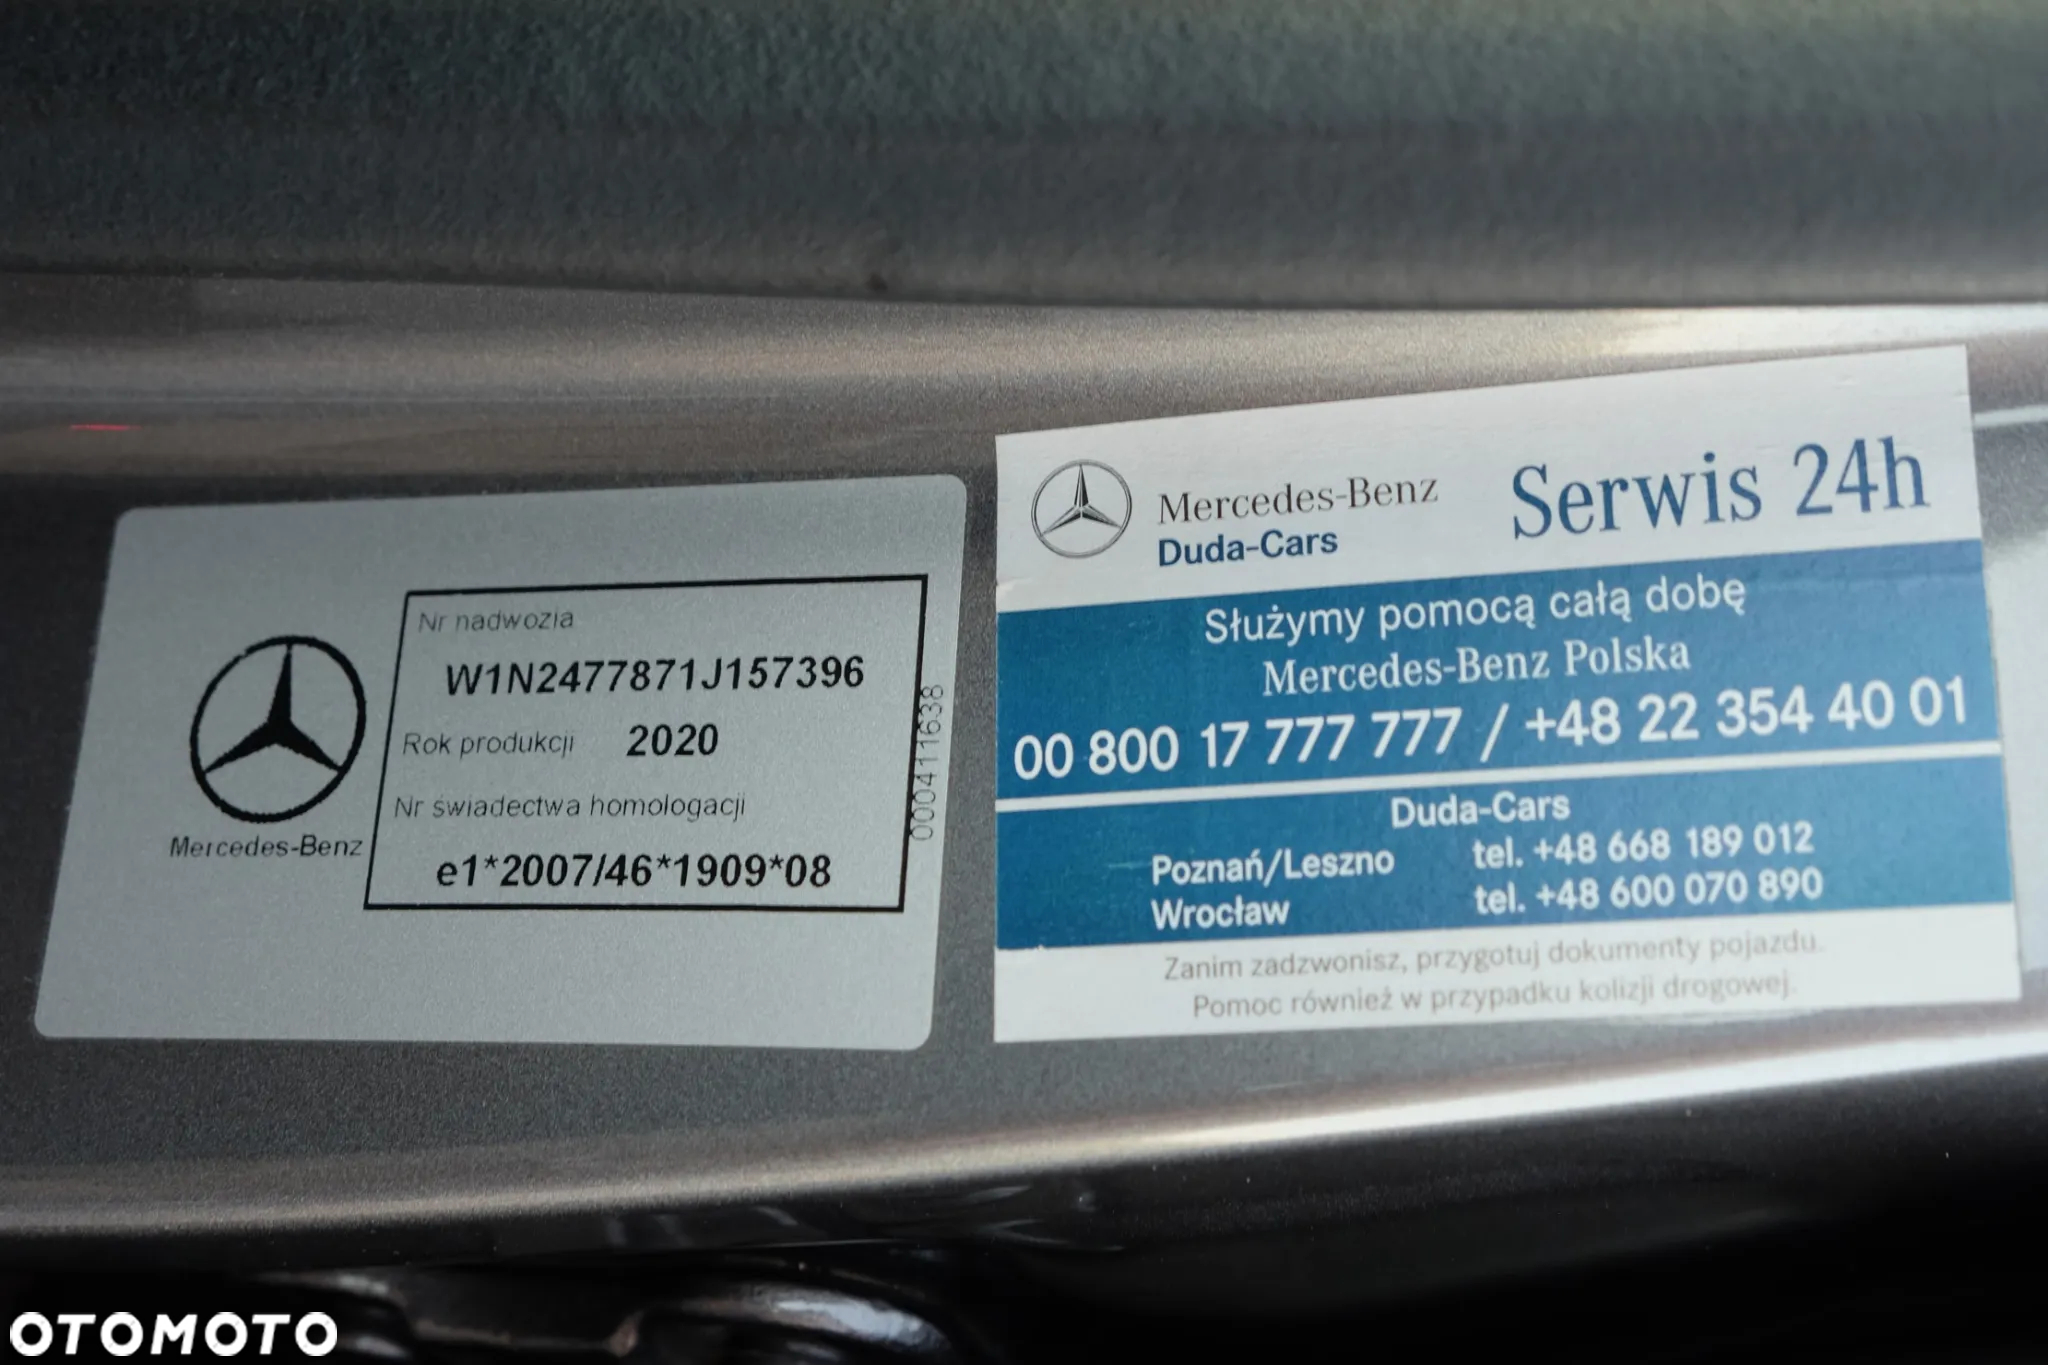 Nr nadwozia
W1N2477871J157396
Rok produkcji 2020
Nr świadectwa homologacji
e1*2007/46*1909*08
Mercedes-Benz
0000411638
Mercedes-Benz
Duda-Cars
Serwis 24h
Służymy pomocą całą dobę
Mercedes-Benz Polska
00 800 17 777 777 / +48 22 354 40 01
Duda-Cars
Poznań/Leszno tel. +48 668 189 012
Wrocław tel. +48 600 070 890
Zanim zadzwonisz, przygotuj dokumenty pojazdu.
Pomoc również w przypadku kolizji drogowej.
OTOMOTO